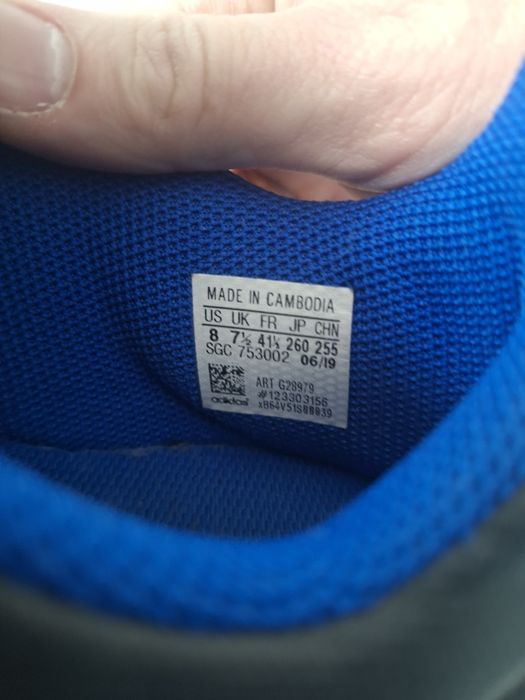 MADE IN CAMBODIA
US UK FR JP CHN
8 7½ 41⅓ 260 255
SGC 753002 06/19
ART G28979
#123303156
adidas